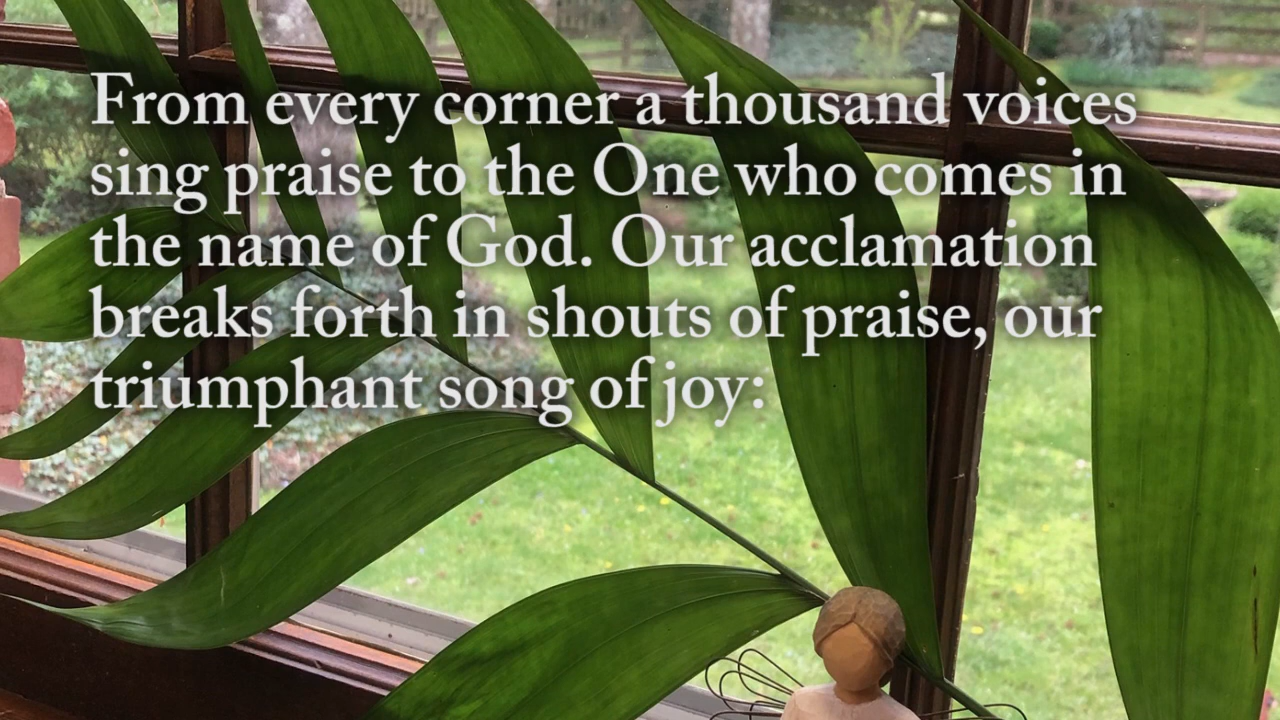 From every corner a thousand voices
sing praise to the One who comes in
the name of God. Our acclamation
breaks forth in shouts of praise, our
triumphant song of joy: